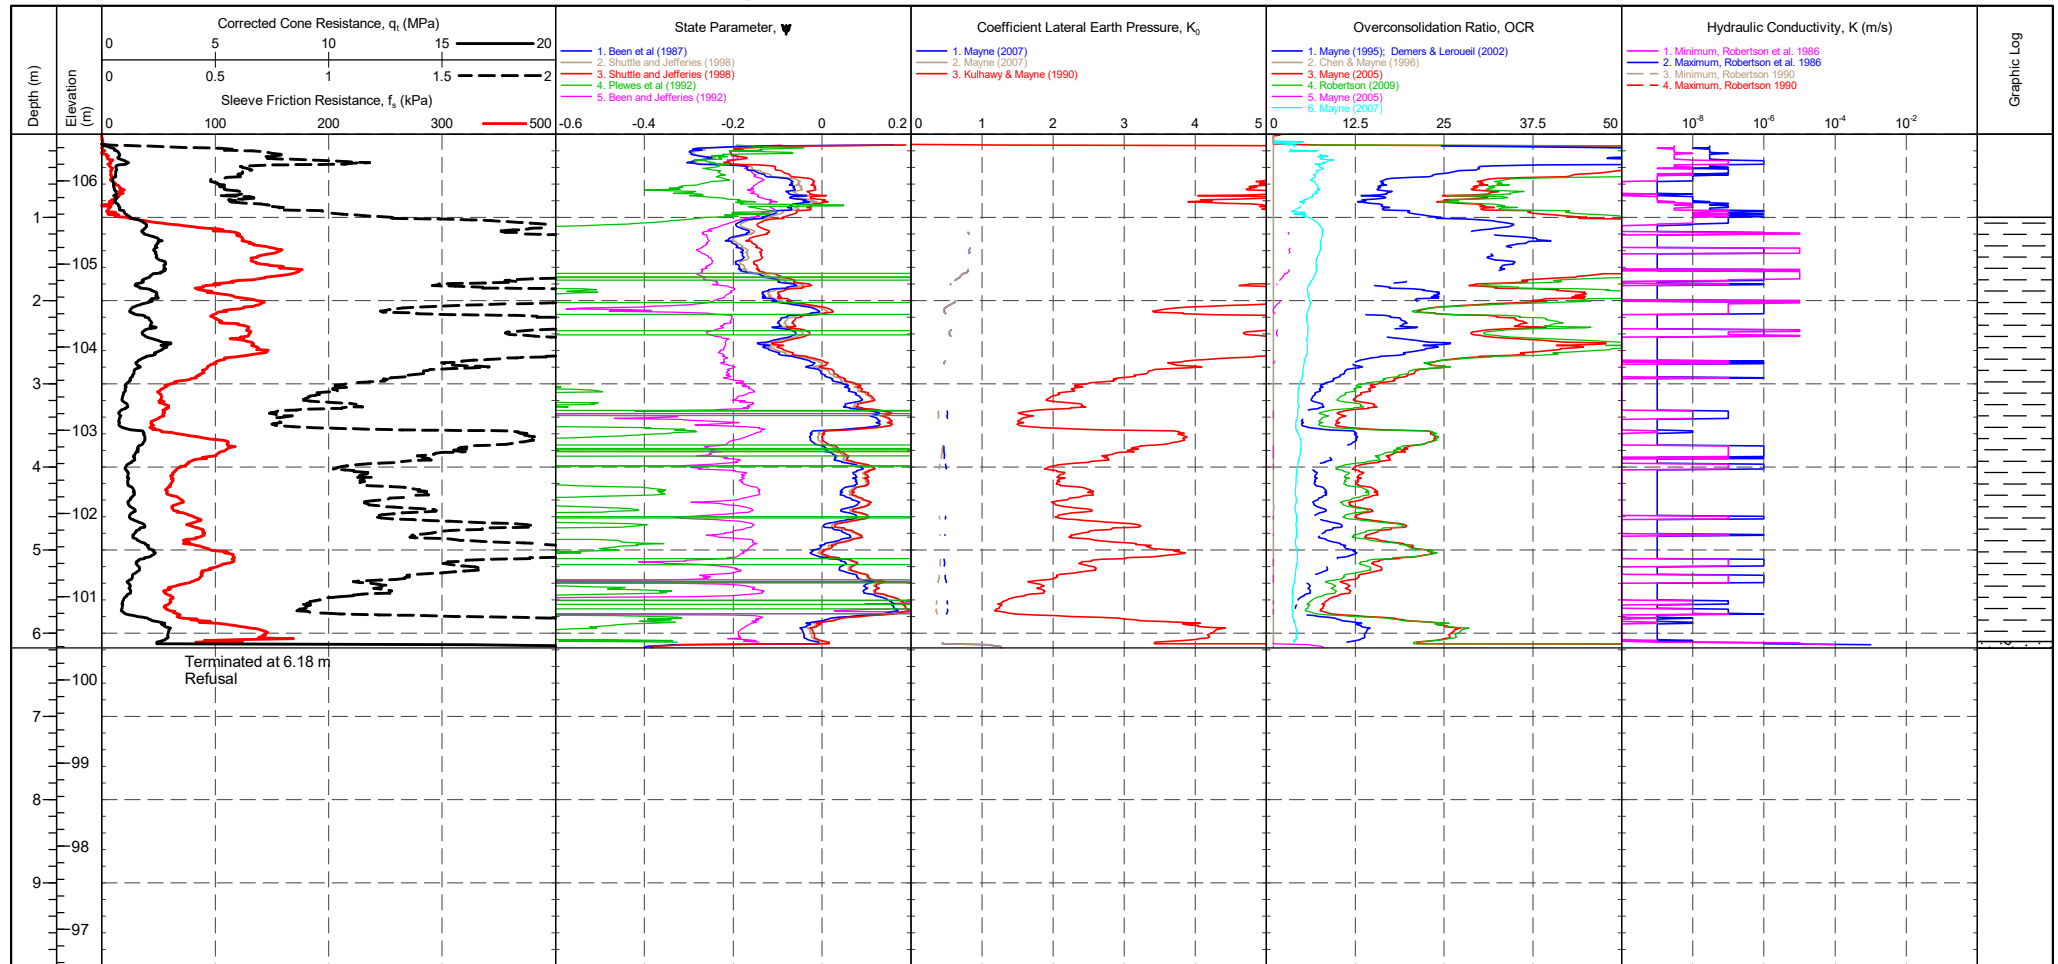 Depth (m)
Elevation (m)
Corrected Cone Resistance, qt (MPa)
0 5 10 15 20
0 0.5 1 1.5 2
Sleeve Friction Resistance, fs (kPa)
0 100 200 300 500
State Parameter, ψ
1. Been et al (1987)
2. Shuttle and Jefferies (1998)
3. Shuttle and Jefferies (1998)
4. Plewes et al (1992)
5. Been and Jefferies (1992)
-0.6 -0.4 -0.2 0 0.2
Coefficient Lateral Earth Pressure, K0
1. Mayne (2007)
2. Mayne (2007)
3. Kulhawy & Mayne (1990)
0 1 2 3 4 5
Overconsolidation Ratio, OCR
1. Mayne (1995); Demers & Leroueil (2002)
2. Chen & Mayne (1996)
3. Mayne (2005)
4. Robertson (2009)
5. Mayne (2005)
6. Mayne (2007)
0 12.5 25 37.5 50
Hydraulic Conductivity, K (m/s)
1. Minimum, Robertson et al. 1986
2. Maximum, Robertson et al. 1986
3. Minimum, Robertson 1990
4. Maximum, Robertson 1990
10-8 10-6 10-4 10-2
Graphic Log
106
1
105
2
104
3
103
4
102
5
101
6
Terminated at 6.18 m
Refusal
100
7
99
8
98
9
97